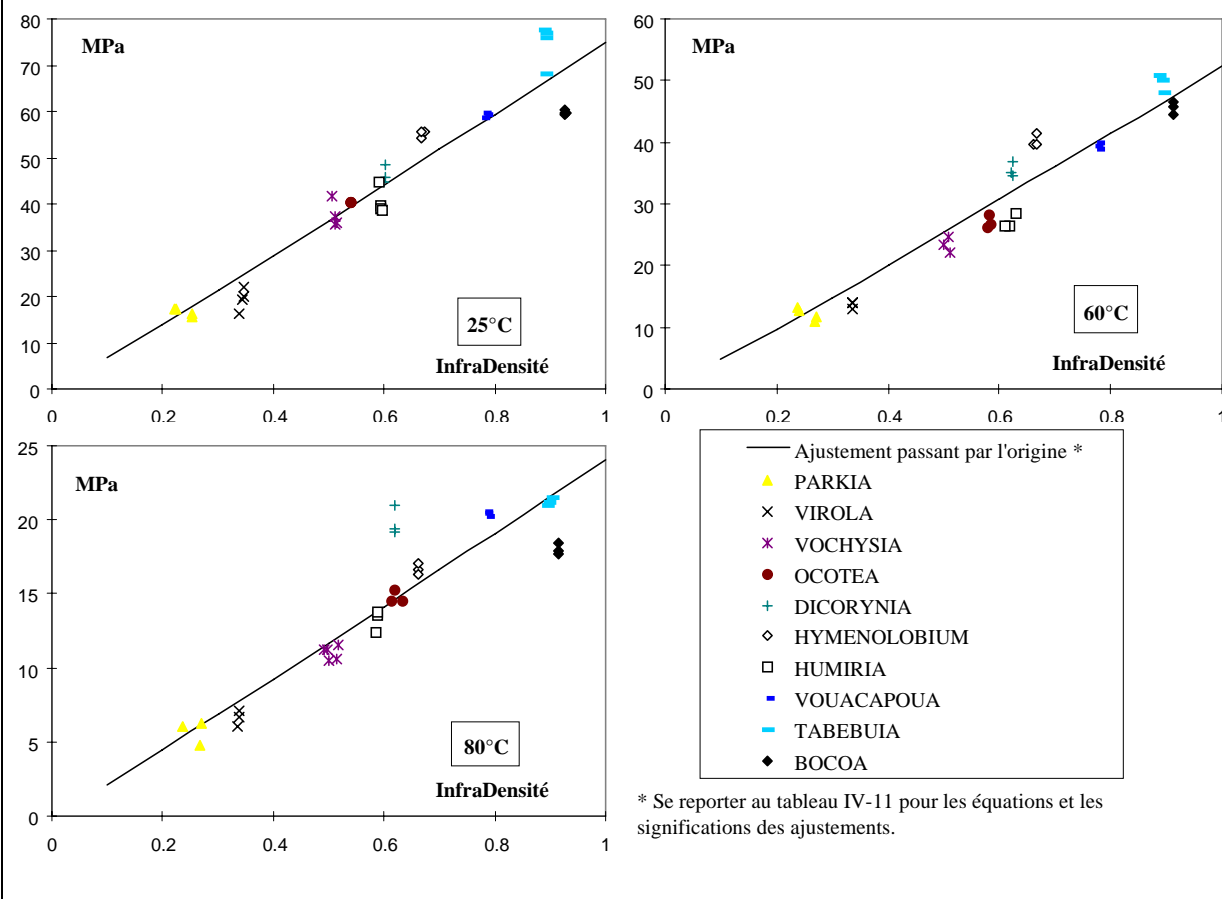 80
70
60
50
40
30
20
10
0
MPa
25°C
InfraDensité
0 0.2 0.4 0.6 0.8 1
60
50
40
30
20
10
0
MPa
60°C
InfraDensité
0 0.2 0.4 0.6 0.8 1
25
20
15
10
5
0
MPa
80°C
InfraDensité
0 0.2 0.4 0.6 0.8 1
Ajustement passant par l'origine *
PARKIA
VIROLA
VOCHYSIA
OCOTEA
DICORYNIA
HYMENOLOBIUM
HUMIRIA
VOUACAPOUA
TABEBUIA
BOCOA
* Se reporter au tableau IV-11 pour les équations et les
significations des ajustements.